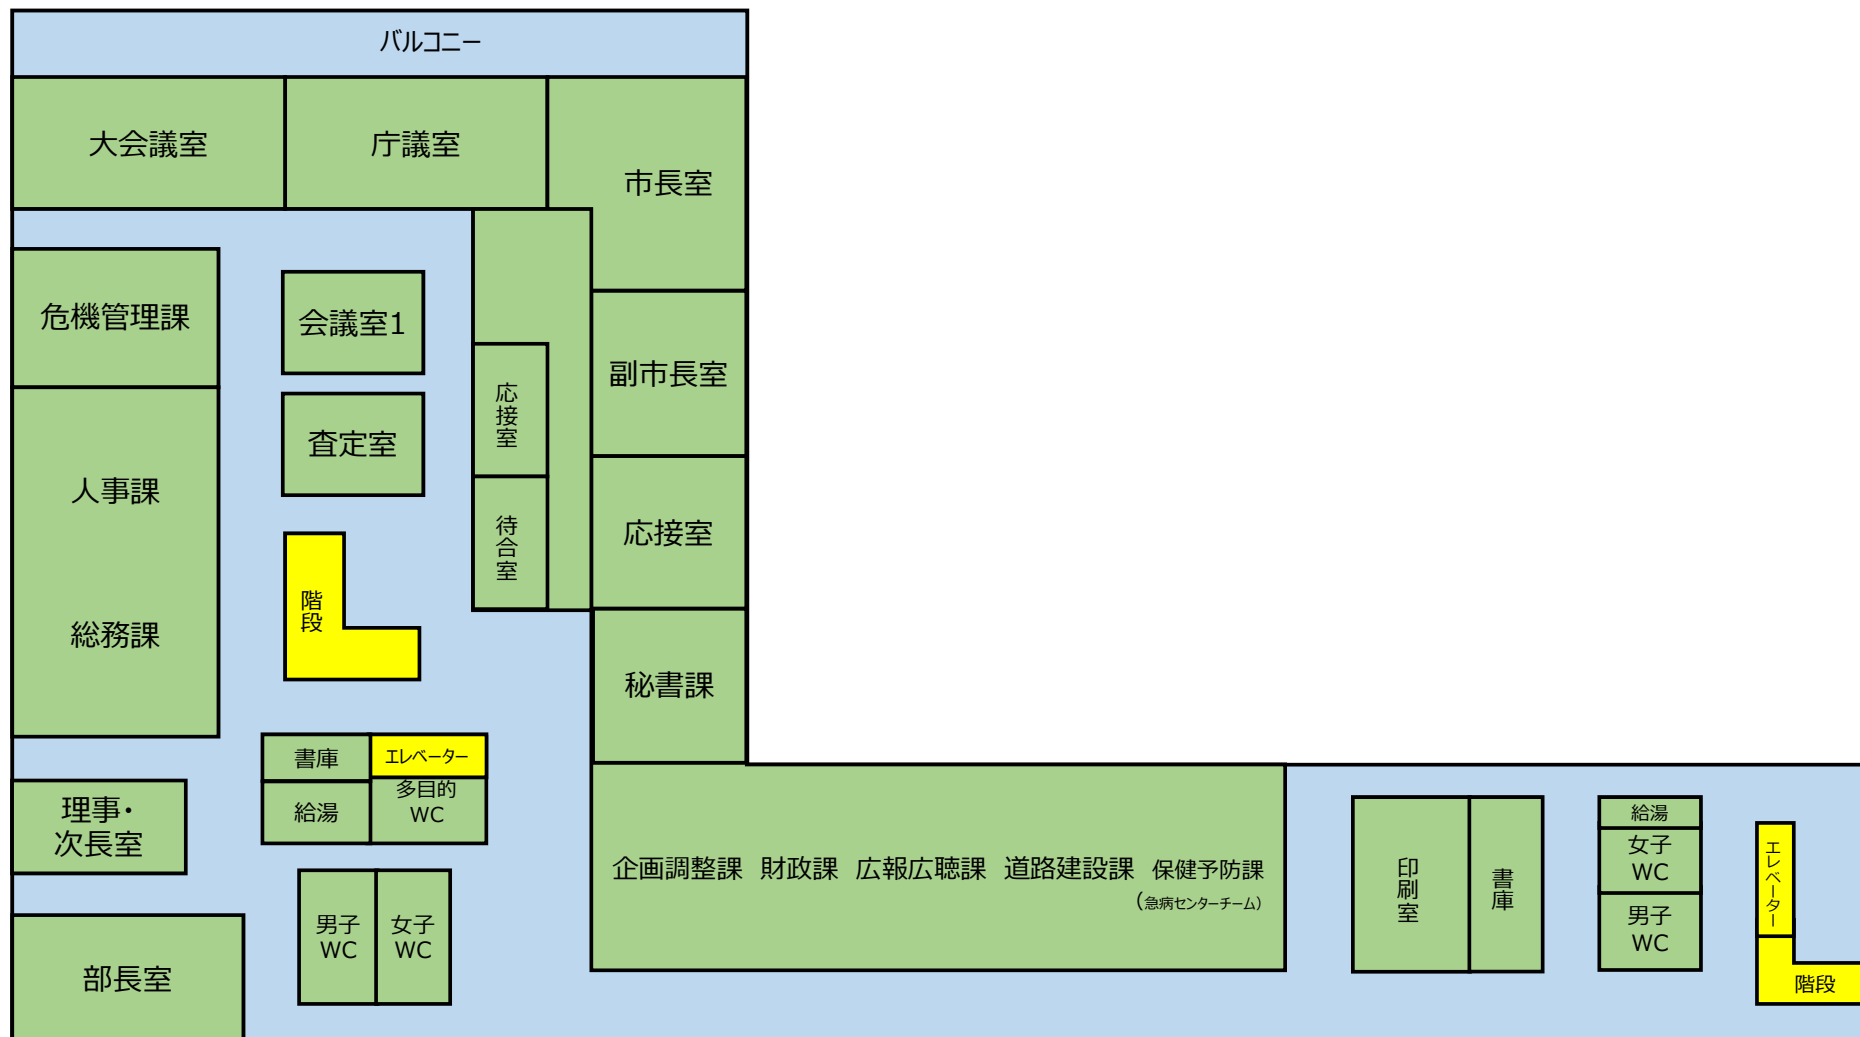 バルコニー
大会議室
庁議室
市長室
危機管理課
会議室1
副市長室
応接室
査定室
人事課
待合室
応接室
階段
総務課
秘書課
書庫
エレベーター
給湯
多目的
WC
理事・
次長室
男子
WC
女子
WC
部長室
企画調整課 財政課 広報広聴課 道路建設課 保健予防課
(急病センターチーム)
印刷室
書庫
給湯
女子
WC
男子
WC
エレベーター
階段